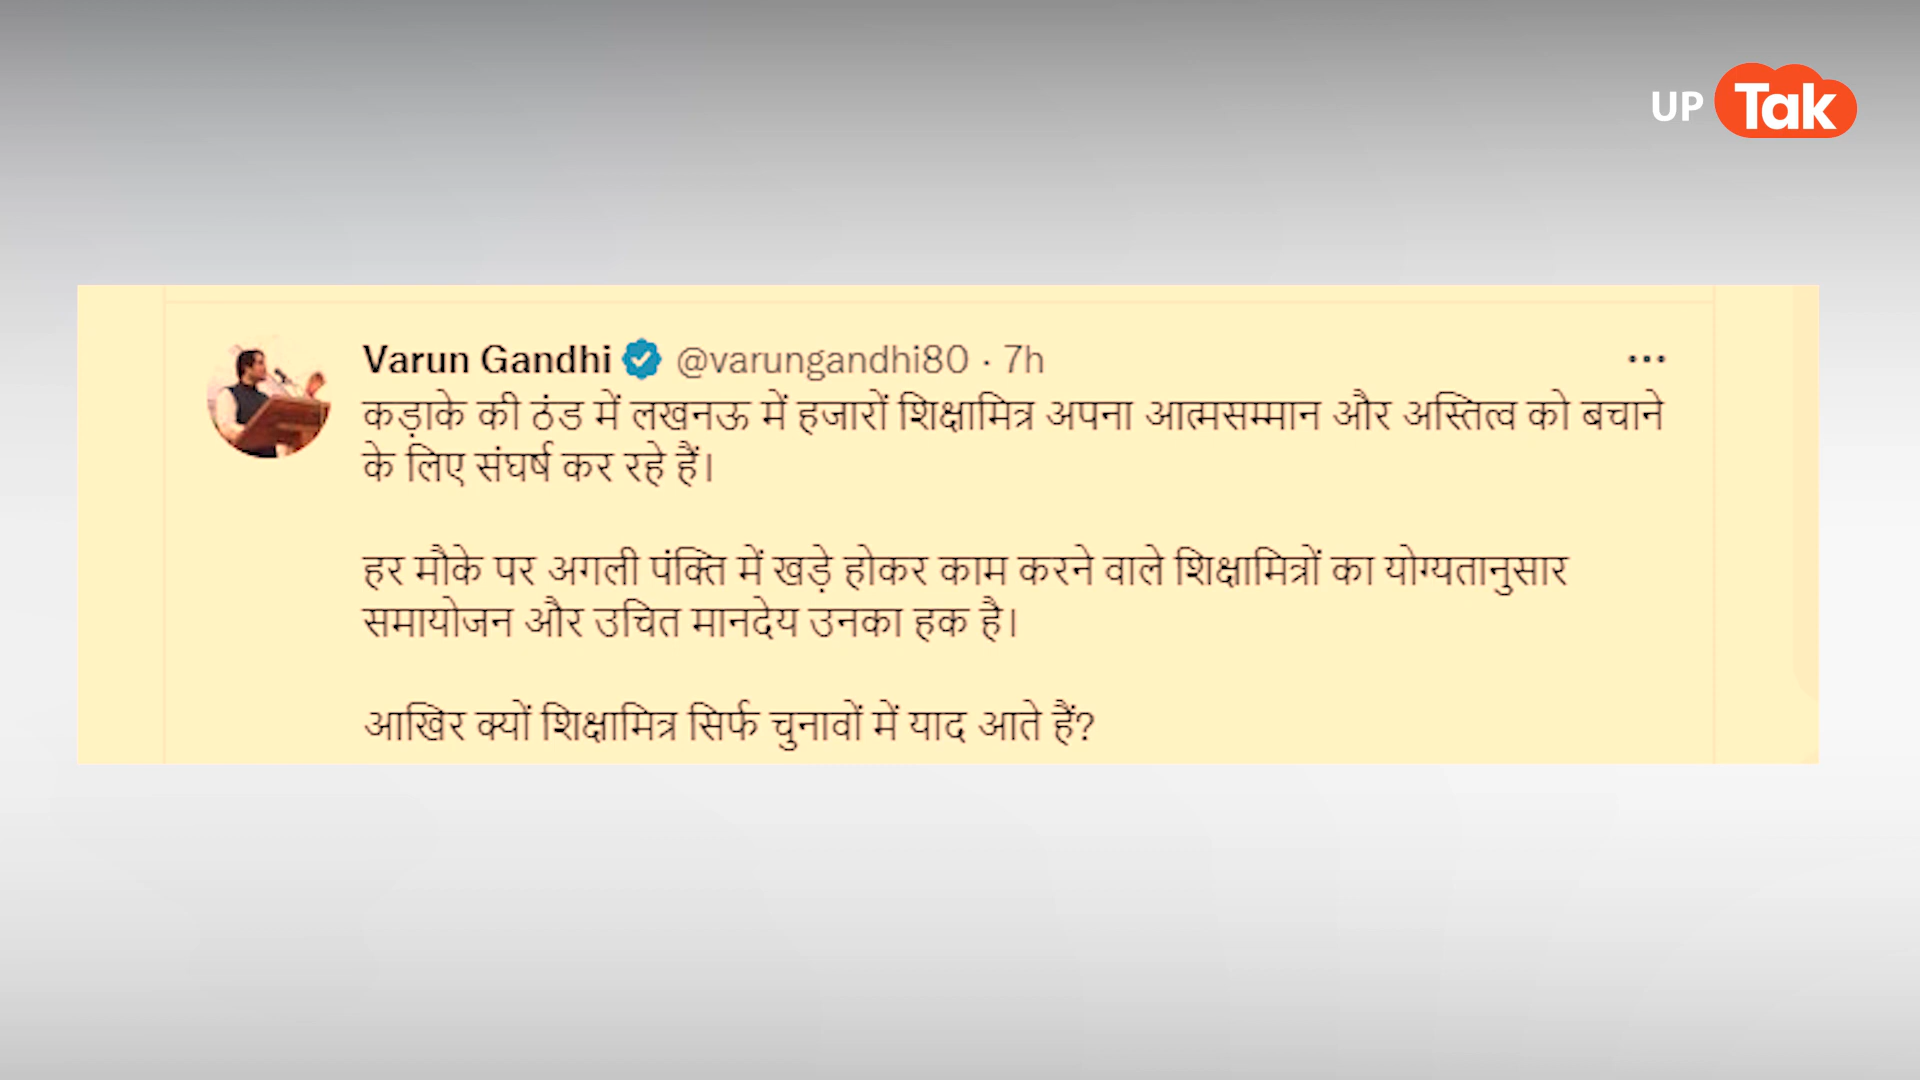 UP Tak
Varun Gandhi @varungandhi80 · 7h
कड़ाके की ठंड में लखनऊ में हजारों शिक्षामित्र अपना आत्मसम्मान और अस्तित्व को बचाने
के लिए संघर्ष कर रहे हैं।
हर मौके पर अगली पंक्ति में खड़े होकर काम करने वाले शिक्षामित्रों का योग्यतानुसार
समायोजन और उचित मानदेय उनका हक है।
आखिर क्यों शिक्षामित्र सिर्फ चुनावों में याद आते हैं?